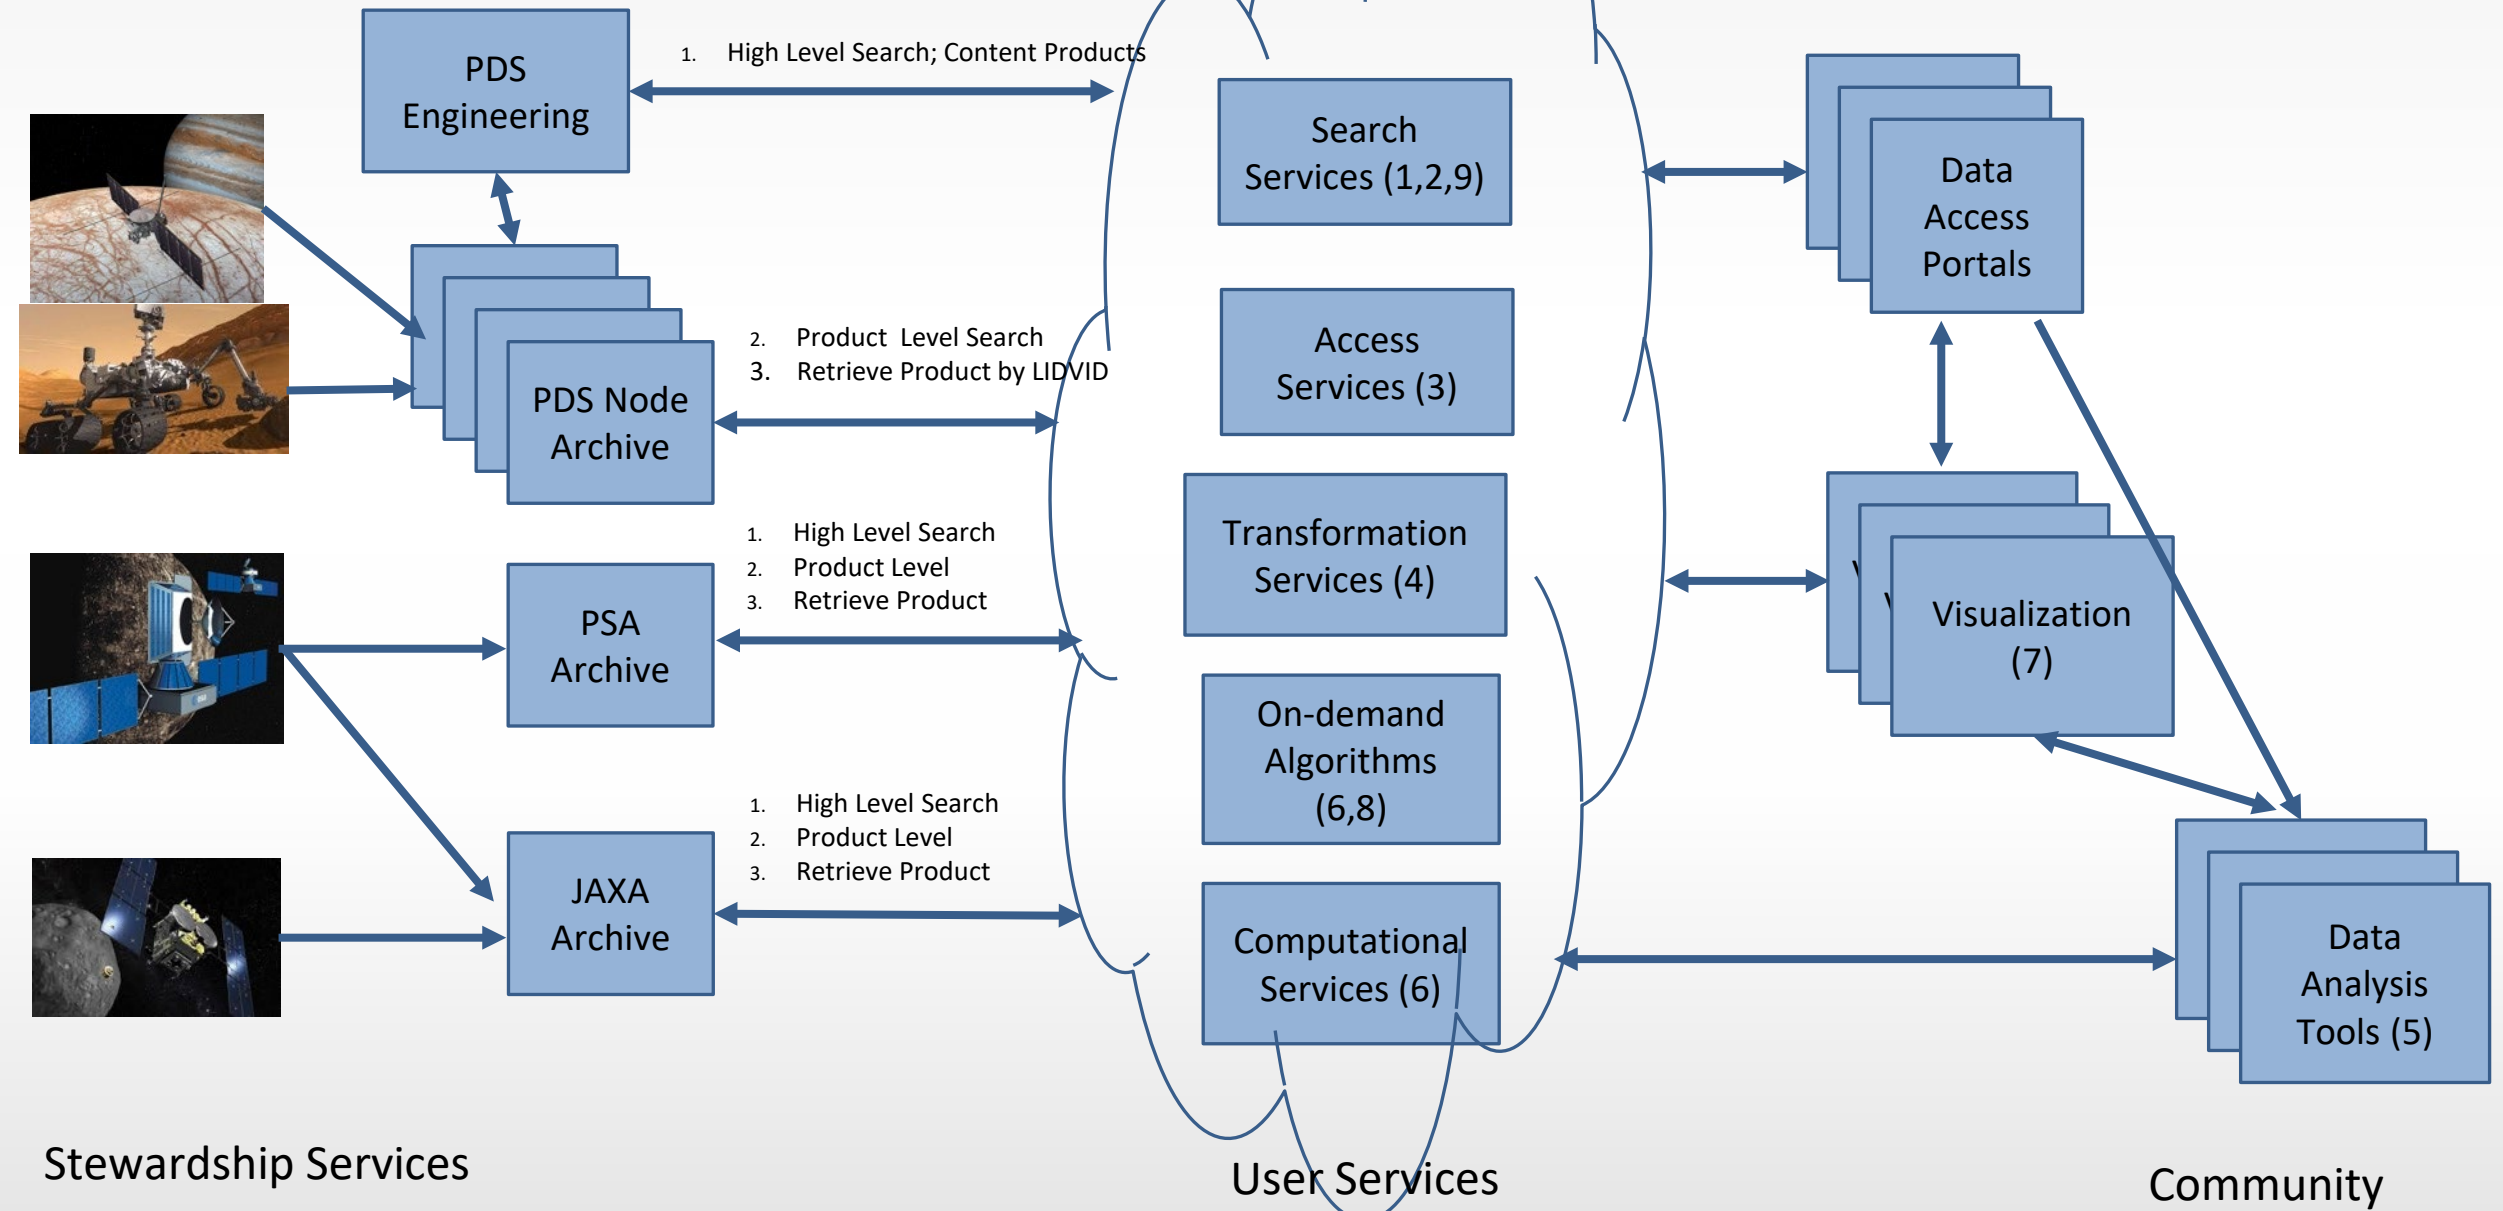 PDS
Engineering
1. High Level Search; Content Products
Search
Services (1,2,9)
Data
Access
Portals
2. Product Level Search
3. Retrieve Product by LIDVID
PDS Node
Archive
Access
Services (3)
1. High Level Search
2. Product Level
3. Retrieve Product
PSA
Archive
Transformation
Services (4)
V
V
Visualization
(7)
On-demand
Algorithms
(6,8)
1. High Level Search
2. Product Level
3. Retrieve Product
JAXA
Archive
Computational
Services (6)
Data
Analysis
Tools (5)
Stewardship Services
User Services
Community